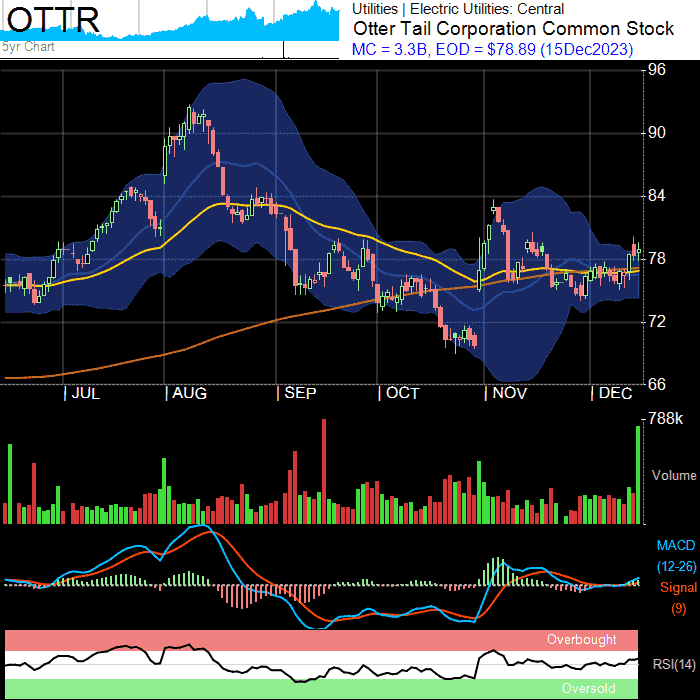 OTTR
5yr Chart
Utilities | Electric Utilities: Central
Otter Tail Corporation Common Stock
MC = 3.3B, EOD = $78.89 (15Dec2023)
96
90
84
78
72
66
JUL AUG SEP OCT NOV DEC
788k
Volume
MACD
(12-26)
Signal
(9)
Overbought
RSI(14)
Oversold